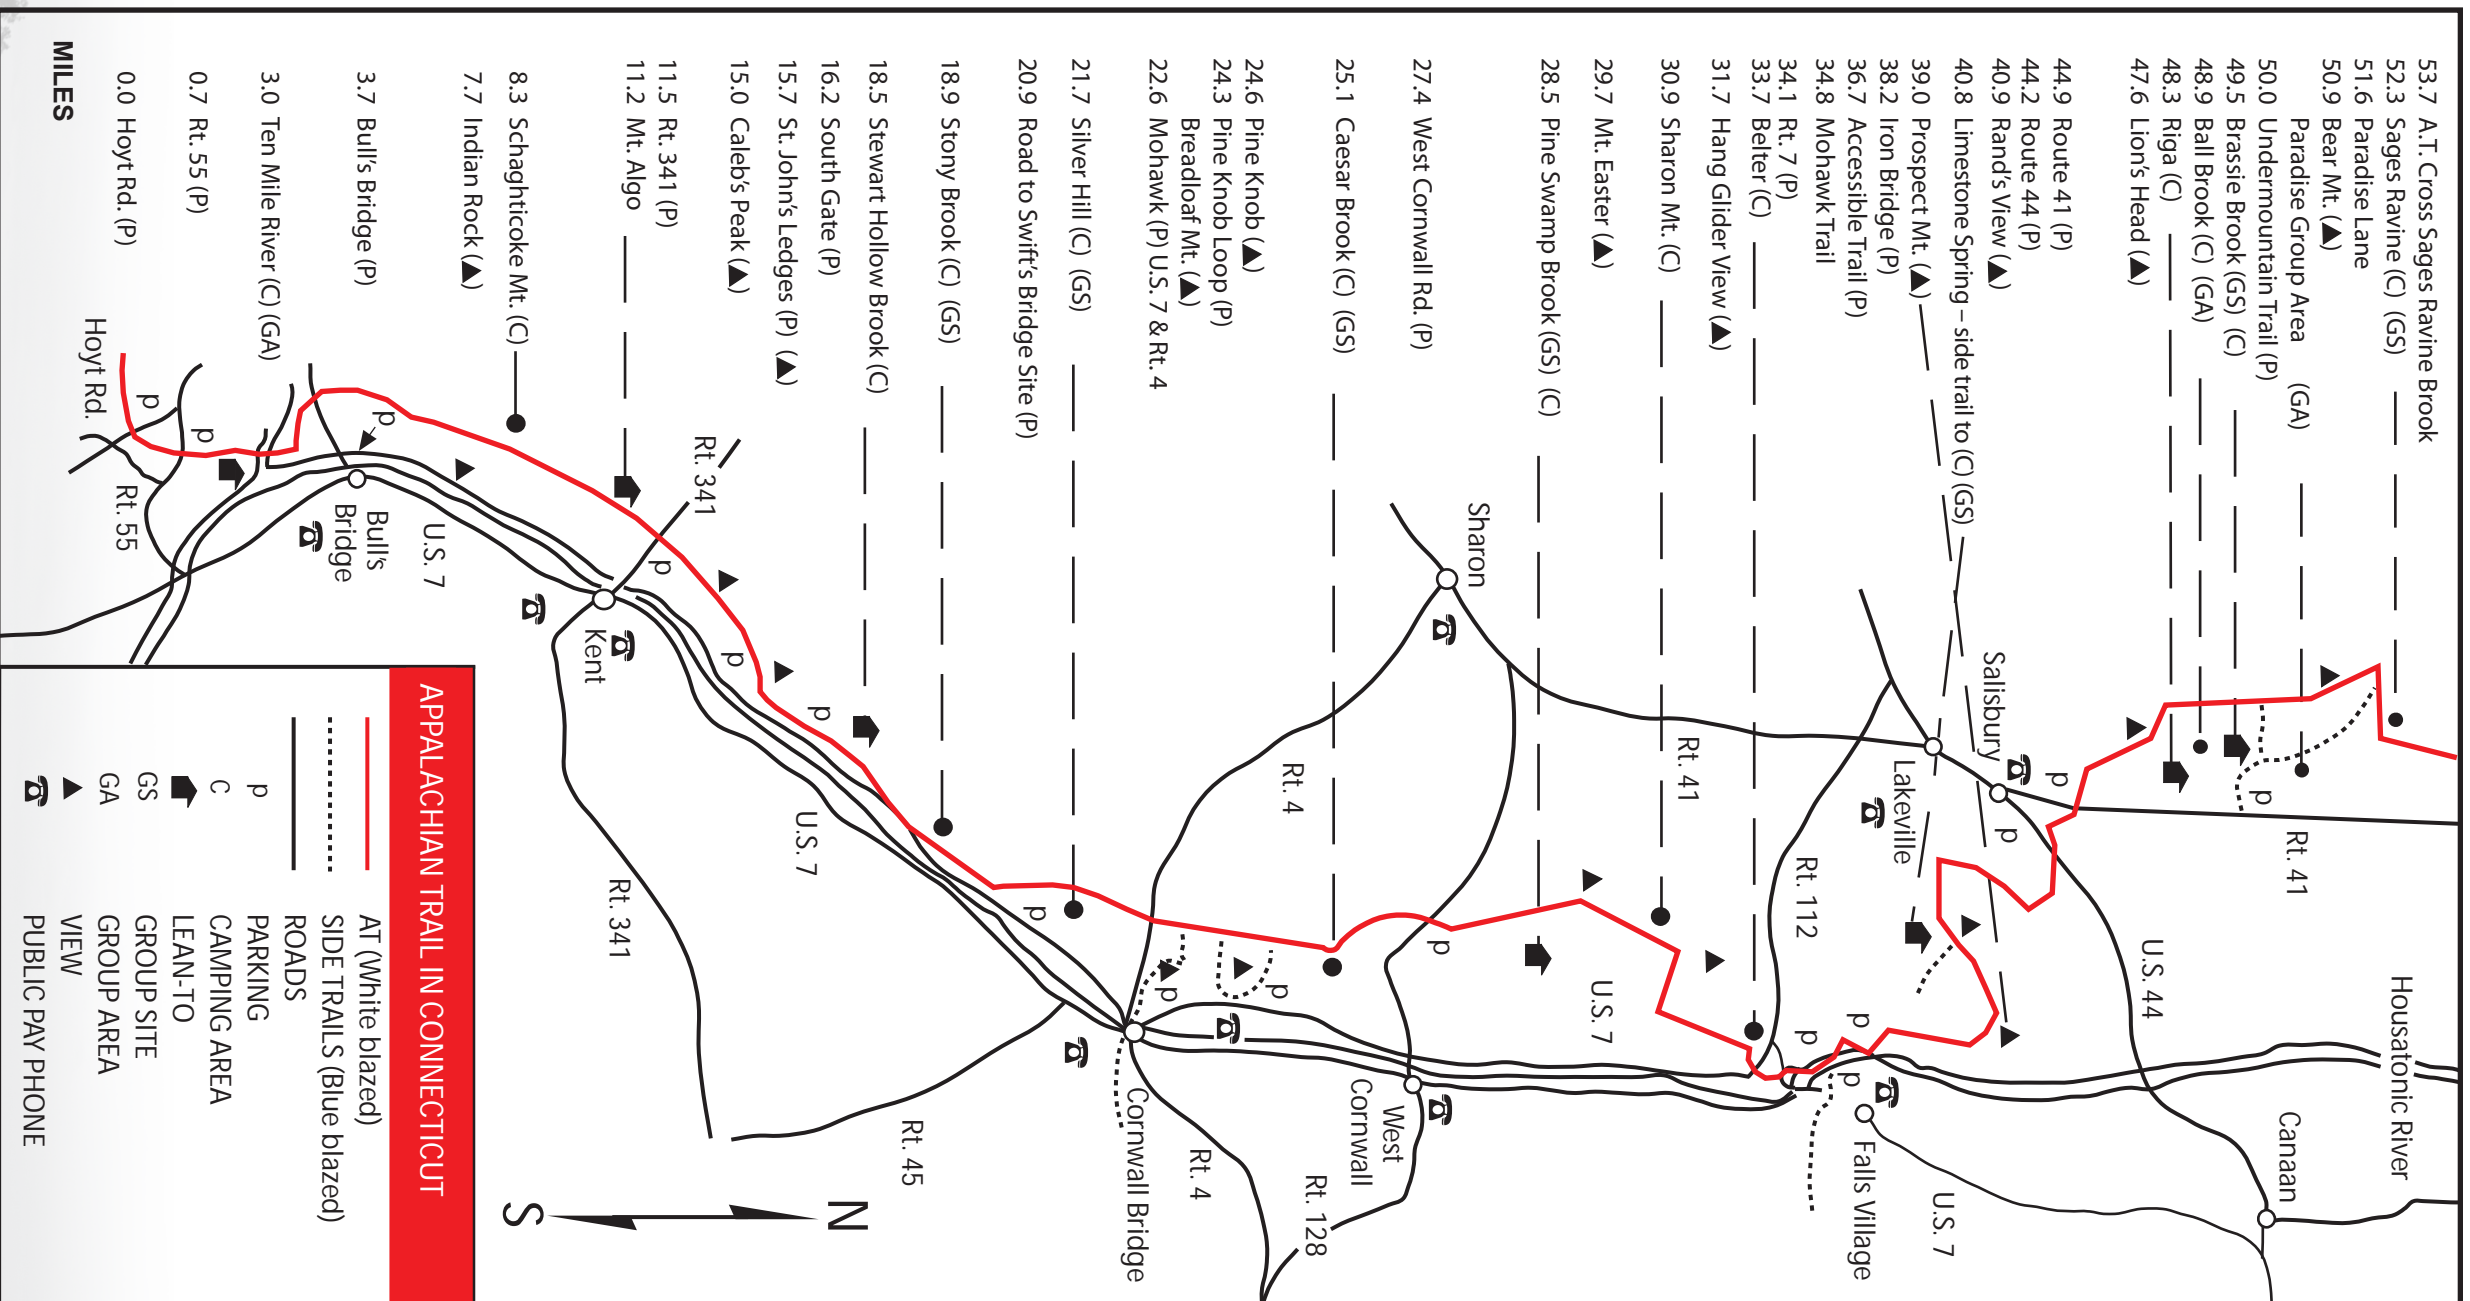 53.7 A.T. Cross Sages Ravine Brook
52.3 Sages Ravine (C) (GS)
51.6 Paradise Lane
50.9 Bear Mt. (▲)
Paradise Group Area (GA)
50.0 Undermountain Trail (P)
49.5 Brassie Brook (GS) (C)
48.9 Ball Brook (C) (GA)
48.3 Riga (C)
47.6 Lion's Head (▲)
44.9 Route 41 (P)
44.2 Route 44 (P)
40.9 Rand's View (▲)
40.8 Limestone Spring – side trail to (C) (GS)
39.0 Prospect Mt. (▲)
38.2 Iron Bridge (P)
36.7 Accessible Trail (P)
34.8 Mohawk Trail
34.1 Rt. 7 (P)
33.7 Belter (C)
31.7 Hang Glider View (▲)
30.9 Sharon Mt. (C)
29.7 Mt. Easter (▲)
28.5 Pine Swamp Brook (GS) (C)
27.4 West Cornwall Rd. (P)
25.1 Caesar Brook (C) (GS)
24.6 Pine Knob (▲)
24.3 Pine Knob Loop (P)
Breadloaf Mt. (▲)
22.6 Mohawk (P) U.S. 7 & Rt. 4
21.7 Silver Hill (C) (GS)
20.9 Road to Swift's Bridge Site (P)
18.9 Stony Brook (C) (GS)
18.5 Stewart Hollow Brook (C)
16.2 South Gate (P)
15.7 St. John's Ledges (P) (▲)
15.0 Caleb's Peak (▲)
11.5 Rt. 341 (P)
11.2 Mt. Algo
8.3 Schaghticoke Mt. (C)
7.7 Indian Rock (▲)
3.7 Bull's Bridge (P)
3.0 Ten Mile River (C) (GA)
0.7 Rt. 55 (P)
0.0 Hoyt Rd. (P)
MILES
Housatonic River
Canaan
Rt. 41
p
U.S. 44
p
Salisbury
p
Lakeville
U.S. 7
Falls Village
p
p
p
Rt. 112
Rt. 41
U.S. 7
Sharon
p
West
Cornwall
Rt. 128
Rt. 4
p
p
Rt. 4
Cornwall Bridge
p
Rt. 45
N
S
p
U.S. 7
p
Rt. 341
p
Rt. 341
Kent
U.S. 7
p
Bull's
Bridge
p
p
Rt. 55
Hoyt Rd.
APPALACHIAN TRAIL IN CONNECTICUT
AT (White blazed)
SIDE TRAILS (Blue blazed)
ROADS
p PARKING
C CAMPING AREA
LEAN-TO
GS GROUP SITE
GA GROUP AREA
VIEW
PUBLIC PAY PHONE